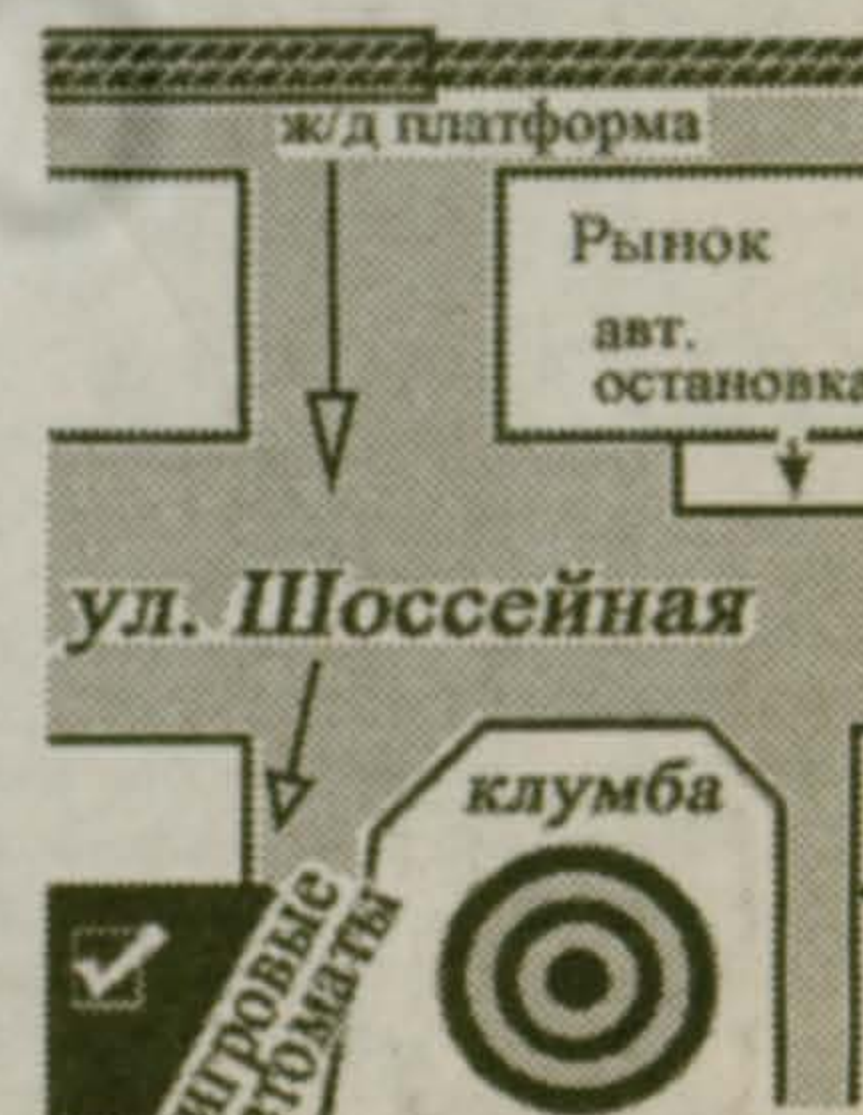 ж/д платформа
Рынок
авт.
остановка
ул. Шоссейная
клумба
игровые
автоматы